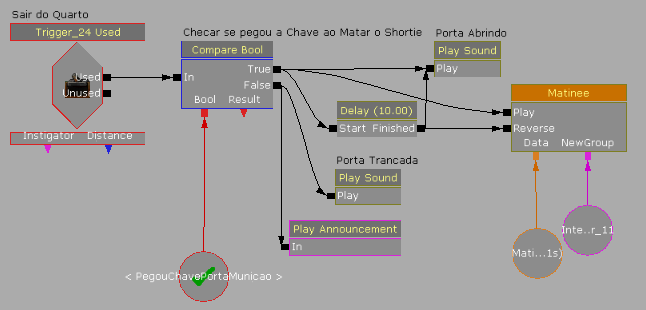 Sair do Quarto
Trigger_24 Used
Used
Unused
Instigator Distance
Checar se pegou a Chave ao Matar o Shortie
Compare Bool
In
True
False
Bool Result
< PegouChavePortaMunicao >
Delay (10.00)
Start Finished
Porta Abrindo
Play Sound
Play
Porta Trancada
Play Sound
Play
Play Announcement
In
Matinee
Play
Reverse
Data NewGroup
Mati...1s)
Inte..r_11